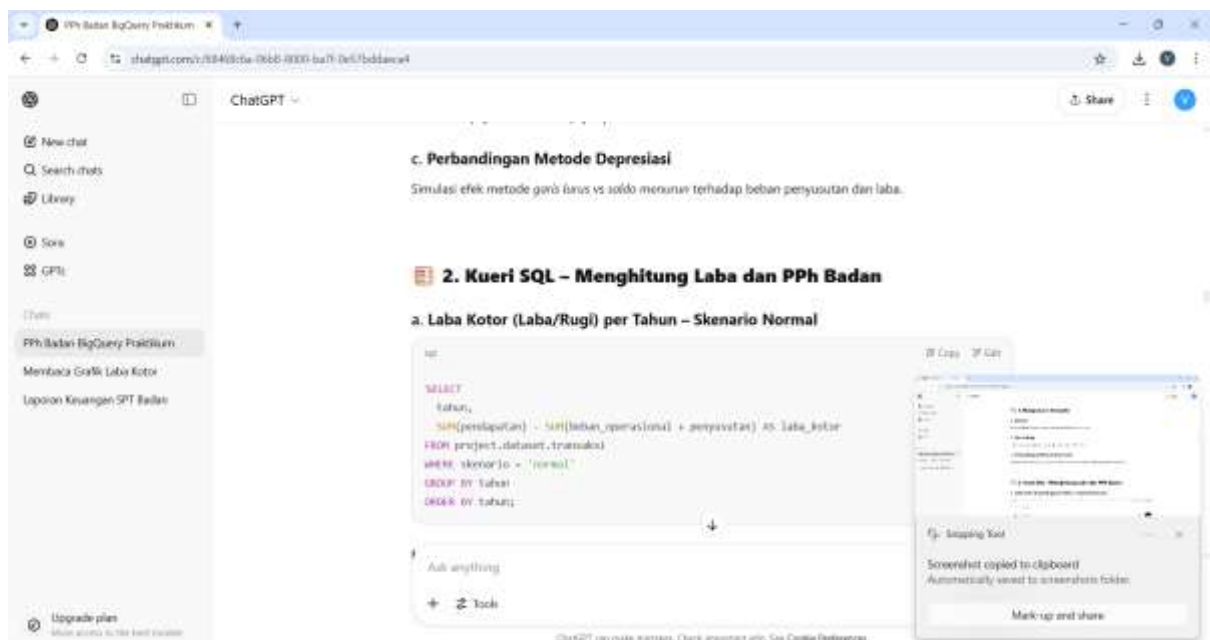 PPh Badan BigQuery Praktikum
ChatGPT
Share
New chat
Search chats
Library
Sora
GPTs
Chats
PPh Badan BigQuery Praktikum
Membaca Grafik Laba Kotor
Laporan Keuangan SPT Badan
Upgrade plan
c. Perbandingan Metode Depresiasi
Simulasi efek metode garis lurus vs saldo menurun terhadap beban penyusutan dan laba.
2. Kueri SQL – Menghitung Laba dan PPh Badan
a. Laba Kotor (Laba/Rugi) per Tahun – Skenario Normal
sql
Copy
Edit
SELECT
tahun,
SUM(pendapatan) - SUM(beban_operasional + penyusutan) AS laba_kotor
FROM project.dataset.transaksi
WHERE skenario = 'normal'
GROUP BY tahun
ORDER BY tahun;
Ask anything
Tools
Snipping Tool
Screenshot copied to clipboard
Automatically saved to screenshots folder.
Mark-up and share